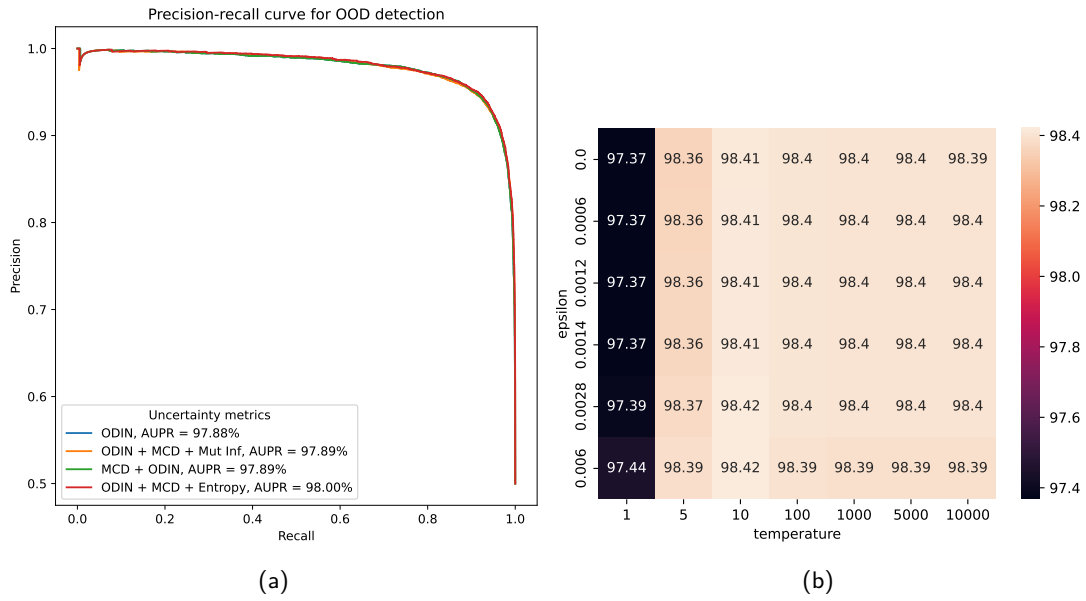 Precision-recall curve for OOD detection
1.0
0.9
0.8
0.7
0.6
0.5
Precision
0.0
0.2
0.4
0.6
0.8
1.0
Recall
Uncertainty metrics
ODIN, AUPR = 97.88%
ODIN + MCD + Mut Inf, AUPR = 97.89%
MCD + ODIN, AUPR = 97.89%
ODIN + MCD + Entropy, AUPR = 98.00%
(a)
epsilon
0.0 97.37 98.36 98.41 98.4 98.4 98.4 98.39
0.0006 97.37 98.36 98.41 98.4 98.4 98.4 98.4
0.0012 97.37 98.36 98.41 98.4 98.4 98.4 98.4
0.0014 97.37 98.36 98.41 98.4 98.4 98.4 98.4
0.0028 97.39 98.37 98.42 98.4 98.4 98.4 98.4
0.006 97.44 98.39 98.42 98.39 98.39 98.39 98.39
1 5 10 100 1000 5000 10000
temperature
98.4
98.2
98.0
97.8
97.6
97.4
(b)